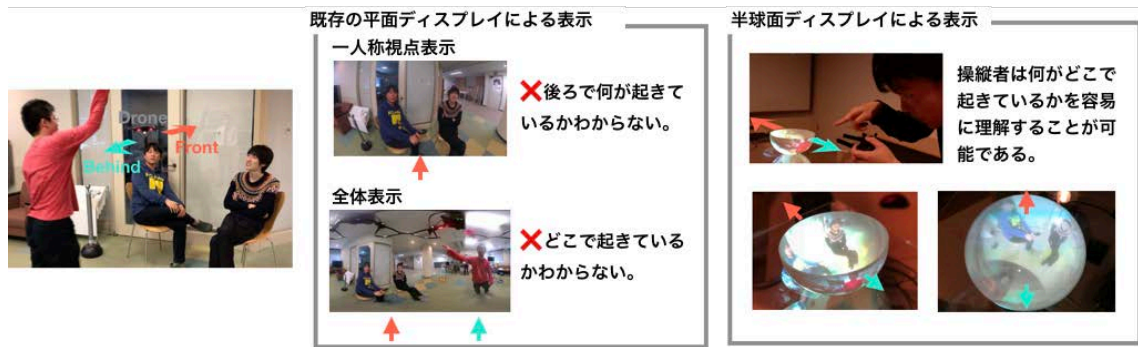 既存の平面ディスプレイによる表示
半球面ディスプレイによる表示
一人称視点表示
後ろで何が起きて
いるかわからない。
全体表示
どこで起きている
かわからない。
操縦者は何がどこで
起きているかを容易
に理解することが可
能である。
Drone
Front
Behind